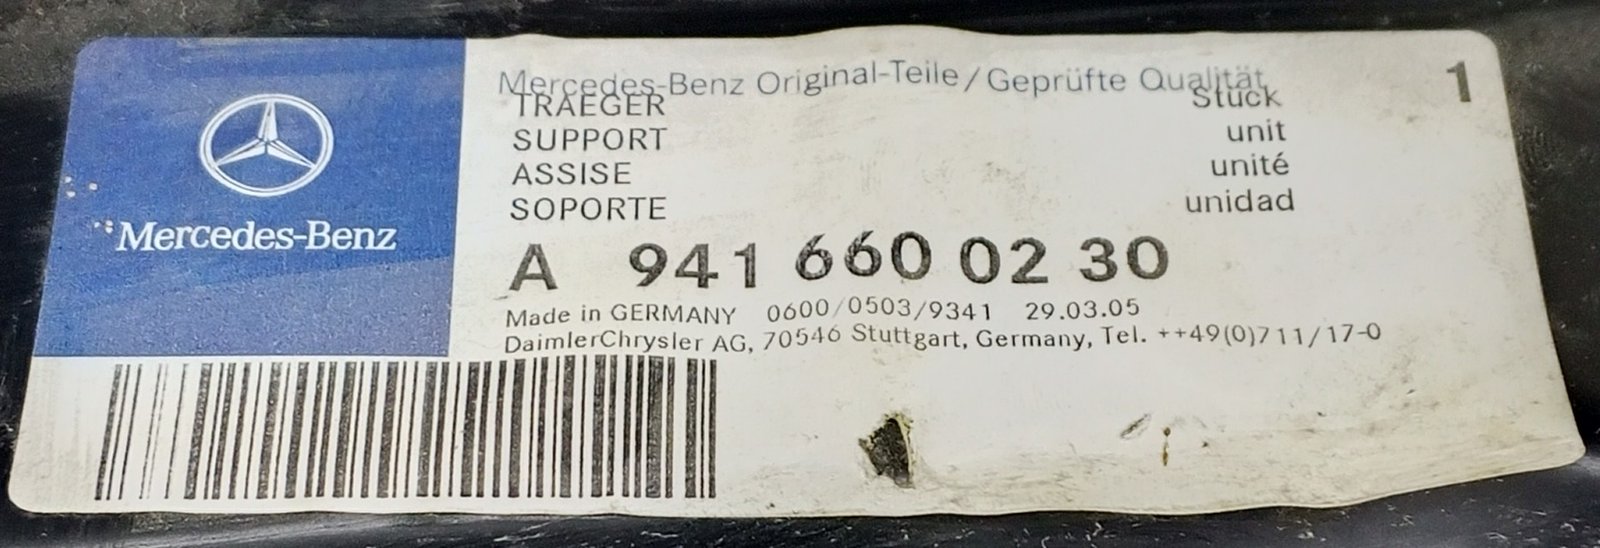 Mercedes-Benz
Mercedes-Benz Original-Teile/Geprüfte Qualität
1
TRAEGER Stück
SUPPORT unit
ASSISE unité
SOPORTE unidad
A 941 660 02 30
Made in GERMANY 0600/0503/9341 29.03.05
DaimlerChrysler AG, 70546 Stuttgart, Germany, Tel. ++49(0)711/17-0